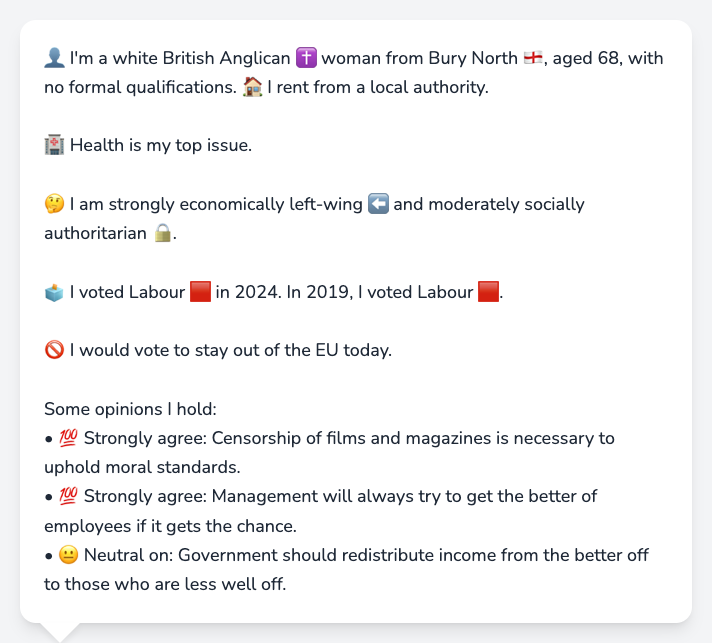 👤 I'm a white British Anglican ✝️ woman from Bury North 🏴󠁧󠁢󠁥󠁮󠁧󠁿, aged 68, with
no formal qualifications. 🏠 I rent from a local authority.
🏥 Health is my top issue.
🤔 I am strongly economically left-wing ⬅️ and moderately socially
authoritarian 🔒.
🗳️ I voted Labour 🟥 in 2024. In 2019, I voted Labour 🟥.
🚫 I would vote to stay out of the EU today.
Some opinions I hold:
• 💯 Strongly agree: Censorship of films and magazines is necessary to
uphold moral standards.
• 💯 Strongly agree: Management will always try to get the better of
employees if it gets the chance.
• 😐 Neutral on: Government should redistribute income from the better off
to those who are less well off.